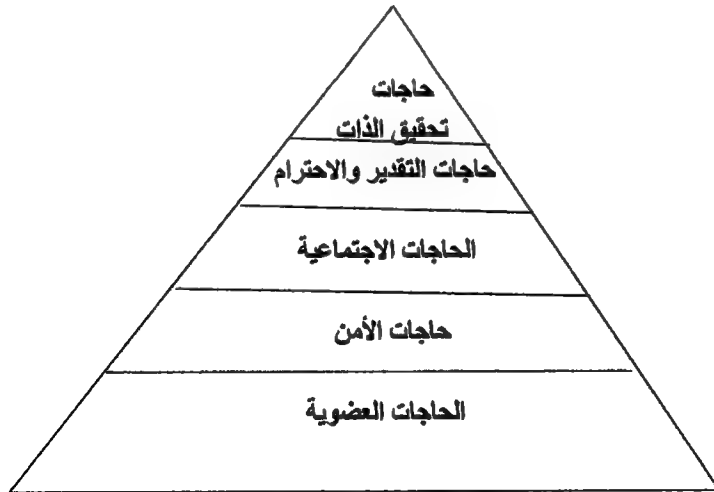 حاجات
تحقيق الذات
حاجات التقدير والاحترام
الحاجات الاجتماعية
حاجات الأمن
الحاجات العضوية